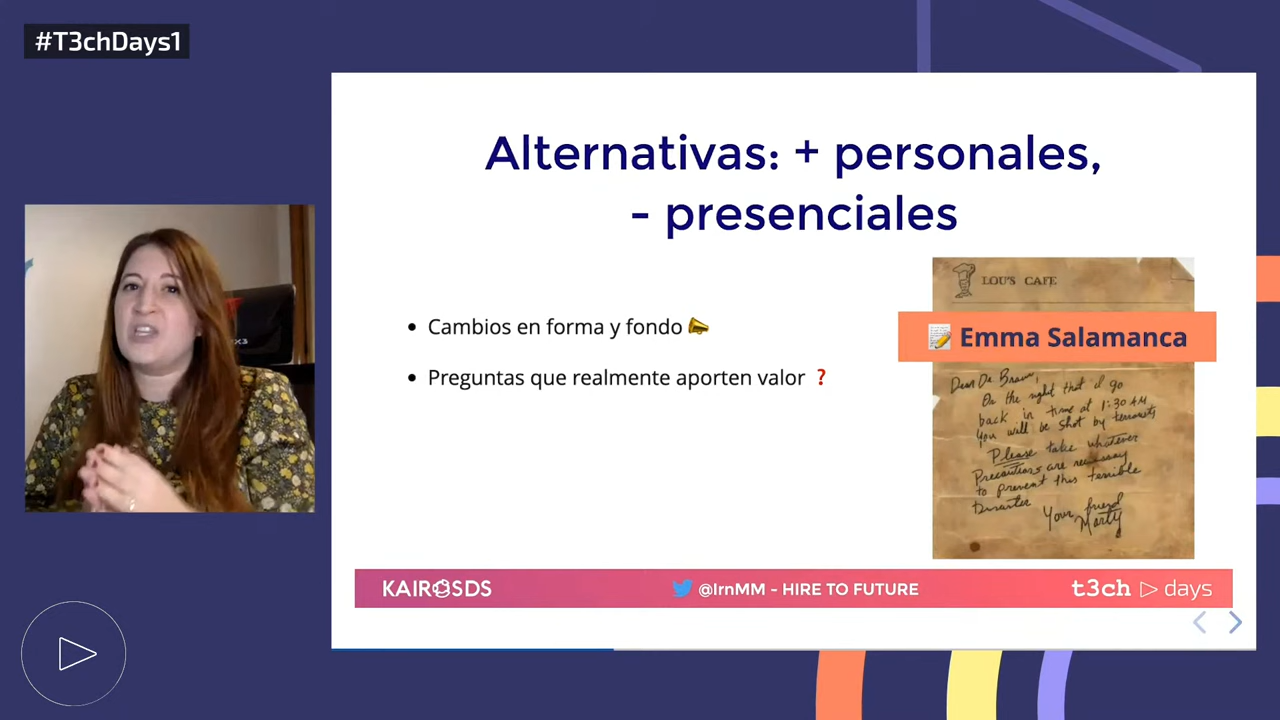 #T3chDays1
Alternativas: + personales,
- presenciales
Cambios en forma y fondo
Preguntas que realmente aporten valor ?
LOU'S CAFE
Emma Salamanca
Dear Dr. Brown,
On the night that I go
back in time at 1:30 AM
you will be shot by terrorists
Please take whatever
Precautions are necessary
to prevent this terrible
Disaster
Your friend
Marty
KAIROSDS
@IrnMM - HIRE TO FUTURE
t3ch days